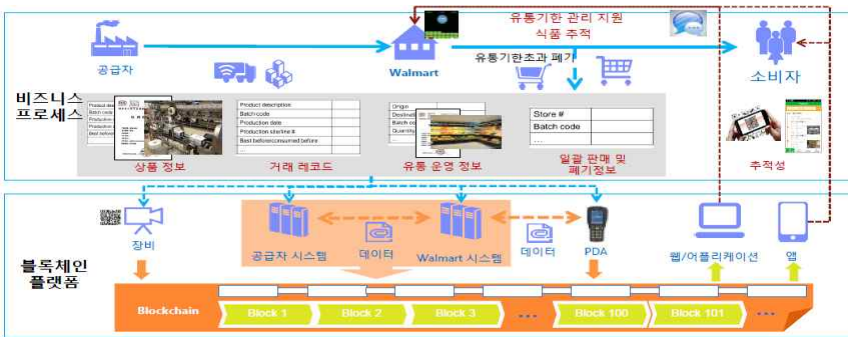 유통기한 관리 지원
식품 추적
공급자
Walmart
유통기한초과 폐기
소비자
비즈니스
프로세스
Product description
Batch code
Production date
Production site/line #
Best before/consumed before
...
Origin
Store #
Batch code
...
상품 정보
거래 레코드
유통 운영 정보
일괄 판매 및
폐기정보
추적성
장비
공급자 시스템
데이터
Walmart 시스템
데이터
PDA
웹/어플리케이션
앱
블록체인
플랫폼
Blockchain
Block 1
Block 2
Block 3
...
Block 100
Block 101
...